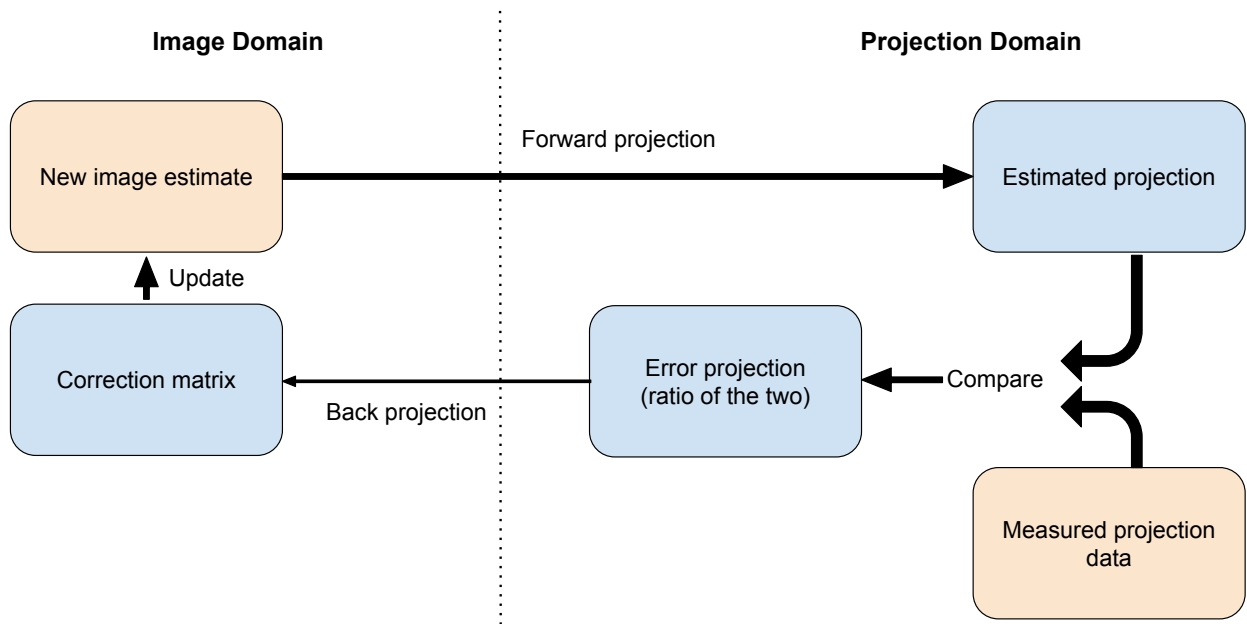 Image Domain
Projection Domain
Forward projection
New image estimate
Estimated projection
Update
Correction matrix
Error projection
(ratio of the two)
Compare
Back projection
Measured projection
data